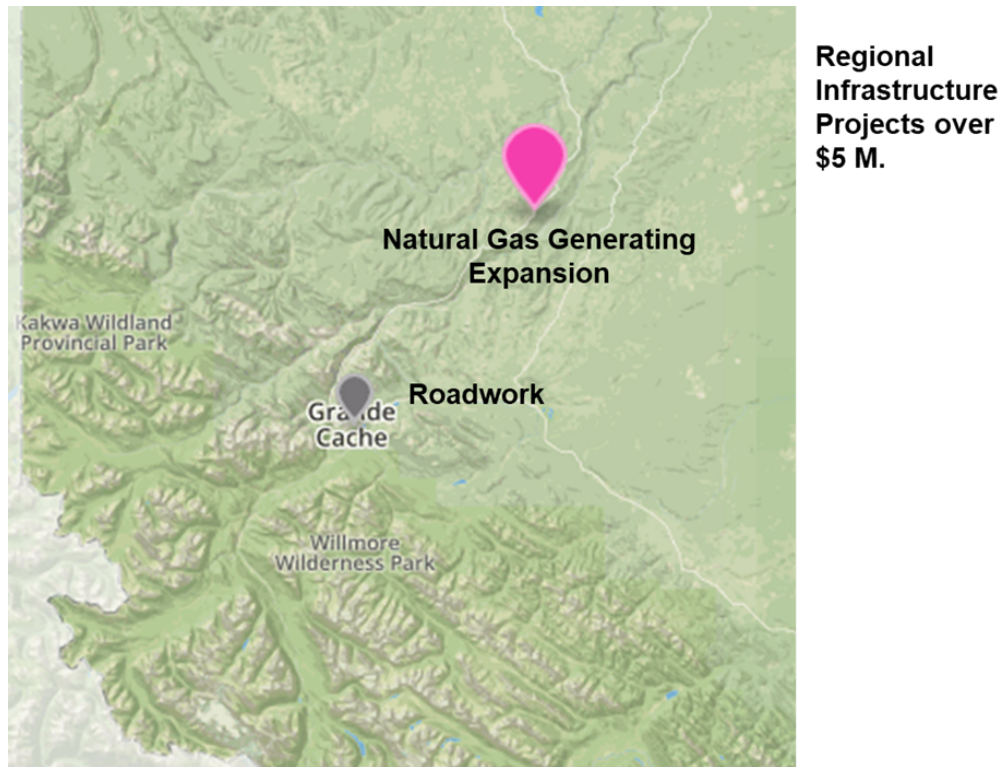 Regional
Infrastructure
Projects over
$5 M.
Natural Gas Generating
Expansion
Kakwa Wildland
Provincial Park
Roadwork
Grande
Cache
Willmore
Wilderness Park